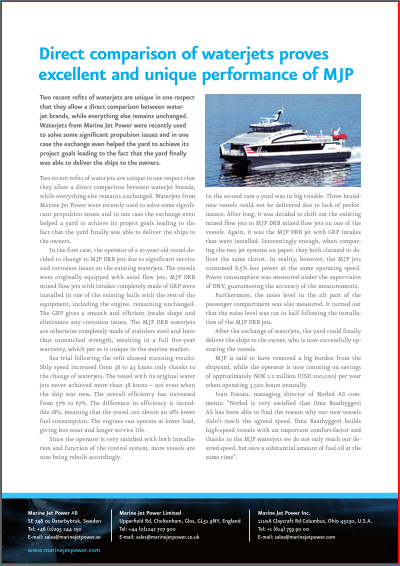 Direct comparison of waterjets proves
excellent and unique performance of MJP
Two recent refits of waterjets are unique in one respect
that they allow a direct comparison between water-
jet brands, while everything else remains unchanged.
Waterjets from Marine Jet Power were recently used
to solve some significant propulsion issues and in one
case the exchange even helped the yard to achieve its
project goals leading to the fact that the yard finally
was able to deliver the ships to the owners.
Two recent refits of waterjets are unique in one respect that
they allow a direct comparison between waterjet brands,
while everything else remains unchanged. Waterjets from
Marine Jet Power were recently used to solve some signifi-
cant propulsion issues and in one case the exchange even
helped a yard to achieve its project goals leading to the
fact that the yard finally was able to deliver the ships to
the owners.
In the first case, the operator of a 10-year-old vessel de-
cided to change to MJP DRB jets due to significant service
and corrosion issues on the existing waterjets. The vessels
were originally equipped with axial flow jets. MJP DRB
mixed flow jets with intakes completely made of GRP were
installed in one of the existing hulls with the rest of the
equipment, including the engine, remaining unchanged.
The GRP gives a smooth and efficient intake shape and
eliminates any corrosion issues. The MJP DRB waterjets
are otherwise completely made of stainless steel and have
thus unmatched strength, resulting in a full five-year
warranty, which per se is unique in the marine market.
Sea trial following the refit showed stunning results:
Ship speed increased from 38 to 43 knots only thanks to
the change of waterjets. The vessel with its original water
jets never achieved more than 38 knots – not even when
the ship was new. The overall efficiency has increased
from 57% to 67%. The difference in efficiency is incred-
ible 18%, meaning that the vessel can obtain an 18% lower
fuel consumption. The engines can operate at lower load,
giving less wear and longer service life.
Since the operator is very satisfied with both installa-
tion and function of the control system, more vessels are
now being rebuilt accordingly.
In the second case a yard was in big trouble. Three brand-
new vessels could not be delivered due to lack of perfor-
mance. After long, it was decided to shift out the existing
mixed flow jets to MJP DRB mixed flow jets on one of the
vessels. Again, it was the MJP DRB jet with GRP intakes
that were installed. Interestingly enough, when compar-
ing the two jet systems on paper, they both claimed to de-
liver the same thrust. In reality, however, the MJP jets
consumed 8,5% less power at the same operating speed.
Power consumption was measured under the supervision
of DNV, guaranteeing the accuracy of the measurements.
Furthermore, the noise level in the aft part of the
passenger compartment was also measured. It turned out
that the noise level was cut in half following the installa-
tion of the MJP DRB jets.
After the exchange of waterjets, the yard could finally
deliver the ships to the owner, who is now successfully op-
erating the vessels.
MJP is said to have removed a big burden from the
shipyard, while the operator is now counting on savings
of approximately NOK 1.2 million (USD 200,000) per year
when operating 3,500 hours annually.
Ivan Fossan, managing director of Norled AS com-
ments: "Norled is very satisfied that Oma Baatbyggeri
AS has been able to find the reason why our new vessels
didn't reach the agreed speed. Oma Baatbyggeri builds
high-speed vessels with an important comfort-factor and
thanks to the MJP waterjets we do not only reach our de-
sired speed, but save a substantial amount of fuel oil at the
same time".
Marine Jet Power AB
SE 748 02 Österbybruk, Sweden
Tel: +46 (0)295 244 250
E-mail: sales@marinejetpower.se
Marine Jet Power Limited
Upperfield Rd, Cheltenham, Glos, GL51 9NY, England
Tel: +44 (0)1242 707 900
E-mail: sales@marinejetpower.co.uk
Marine Jet Power Inc.
1110A Claycraft Rd Columbus, Ohio 43230, U.S.A.
Tel: +1 (614) 759 90 00
E-mail: sales@marinejetpower.com
www.marinejetpower.com